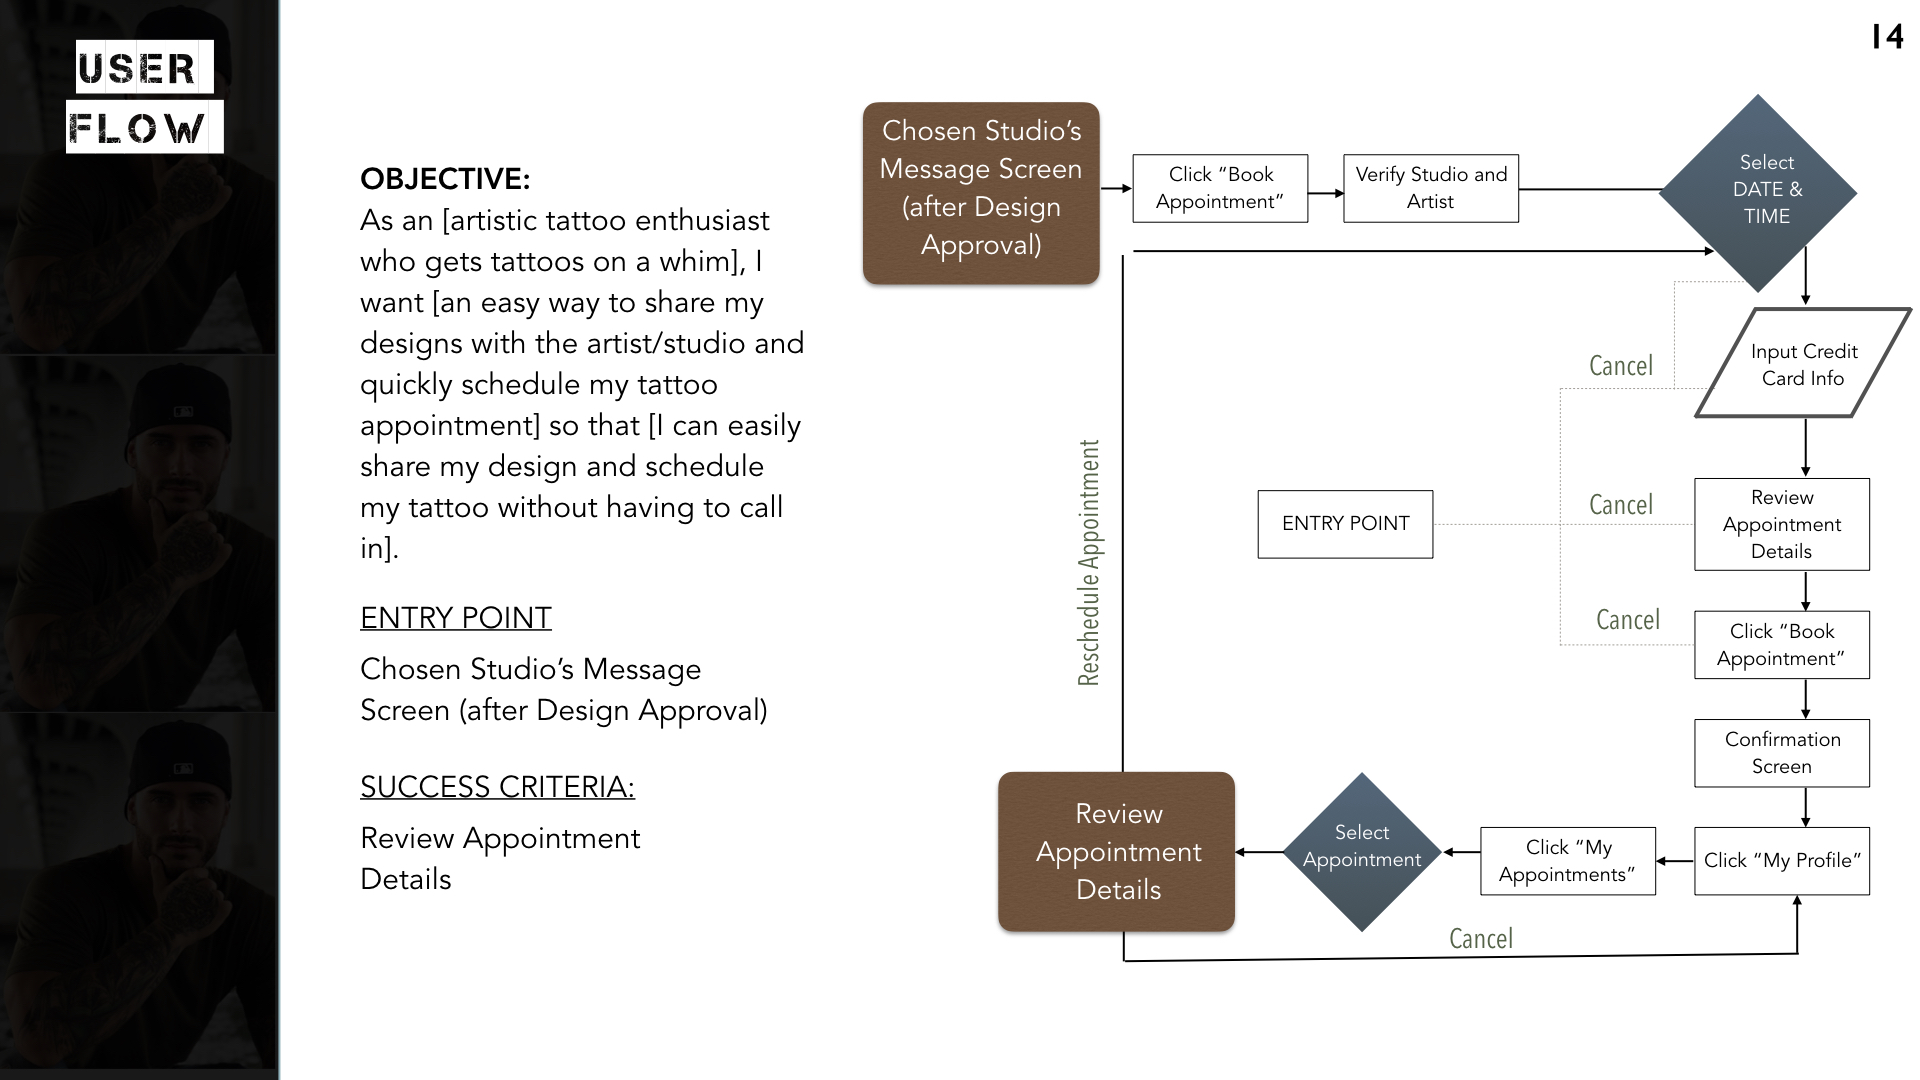 14
USER
FLOW
OBJECTIVE:
As an [artistic tattoo enthusiast
who gets tattoos on a whim], I
want [an easy way to share my
designs with the artist/studio and
quickly schedule my tattoo
appointment] so that [I can easily
share my design and schedule
my tattoo without having to call
in].
ENTRY POINT
Chosen Studio’s Message
Screen (after Design Approval)
SUCCESS CRITERIA:
Review Appointment
Details
Chosen Studio’s
Message Screen
(after Design
Approval)
Click “Book
Appointment”
Verify Studio and
Artist
Select
DATE &
TIME
Input Credit
Card Info
Cancel
Review
Appointment
Details
Cancel
ENTRY POINT
Click “Book
Appointment”
Cancel
Confirmation
Screen
Click “My Profile”
Click “My
Appointments”
Select
Appointment
Review
Appointment
Details
Reschedule Appointment
Cancel